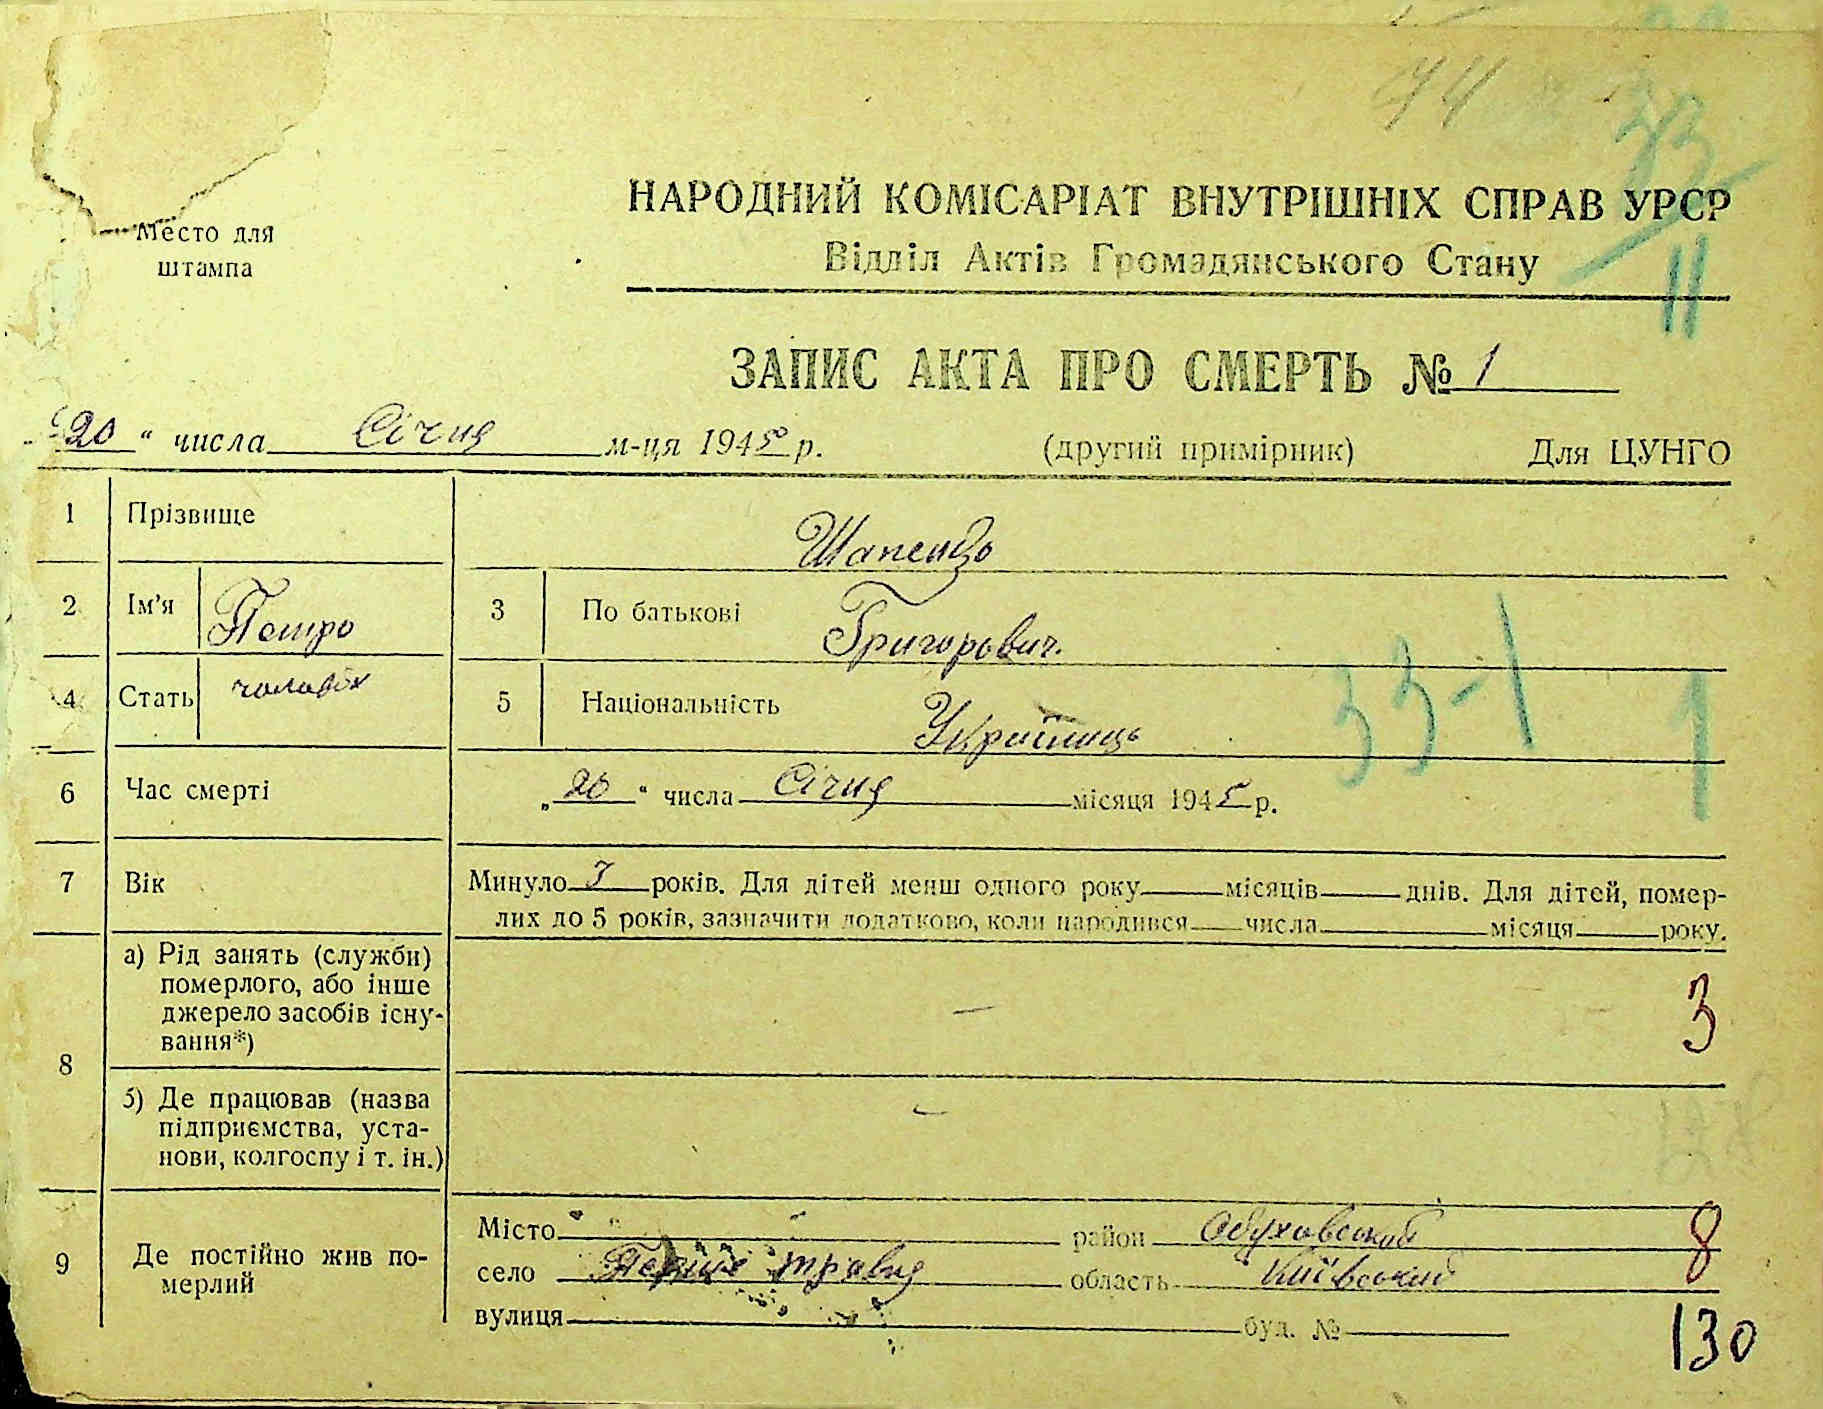 44
33
11
Место для
штампа
НАРОДНИЙ КОМІСАРІАТ ВНУТРІШНІХ СПРАВ УРСР
Відділ Актів Громадянського Стану
ЗАПИС АКТА ПРО СМЕРТЬ № 1
„20“ числа Січня м-ця 1945 р. (другий примірник) Для ЦУНГО
1 Прізвище
2 Ім'я Петро 3 По батькові Григорович.
4 Стать чоловік 5 Національність Українець
33-1 1
6 Час смерті „20“ числа Січня місяця 1945 р.
7 Вік Минуло 7 років. Для дітей менш одного року місяців днів. Для дітей, помер-
лих до 5 років, зазначити додатково, коли народився числа місяця року.
8 а) Рід занять (служби)
померлого, або інше
джерело засобів існу-
вання*)
—
3
б) Де працював (назва
підприємства, уста-
нови, колгоспу і т. ін.)
—
9 Де постійно жив по-
мерлий
Місто район Обуховський
село Перше травня область Київський
8
вулиця буд. №
130